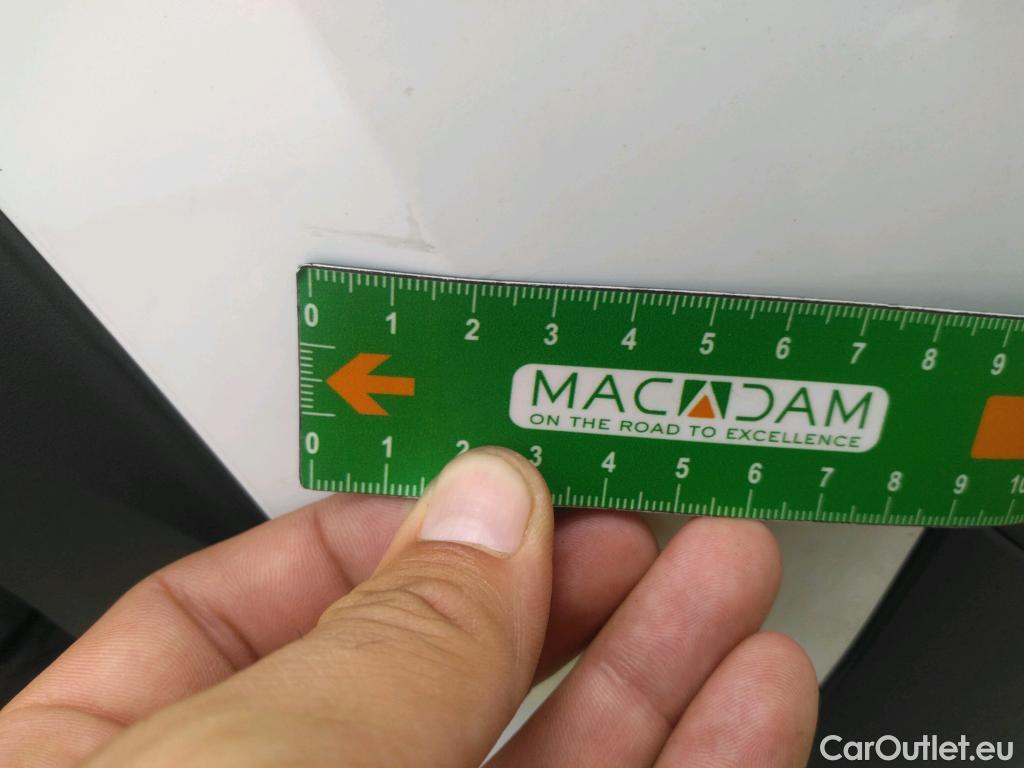 0 1 2 3 4 5 6 7 8 9
MACADAM
ON THE ROAD TO EXCELLENCE
0 1 2 3 4 5 6 7 8 9 10
CarOutlet.eu